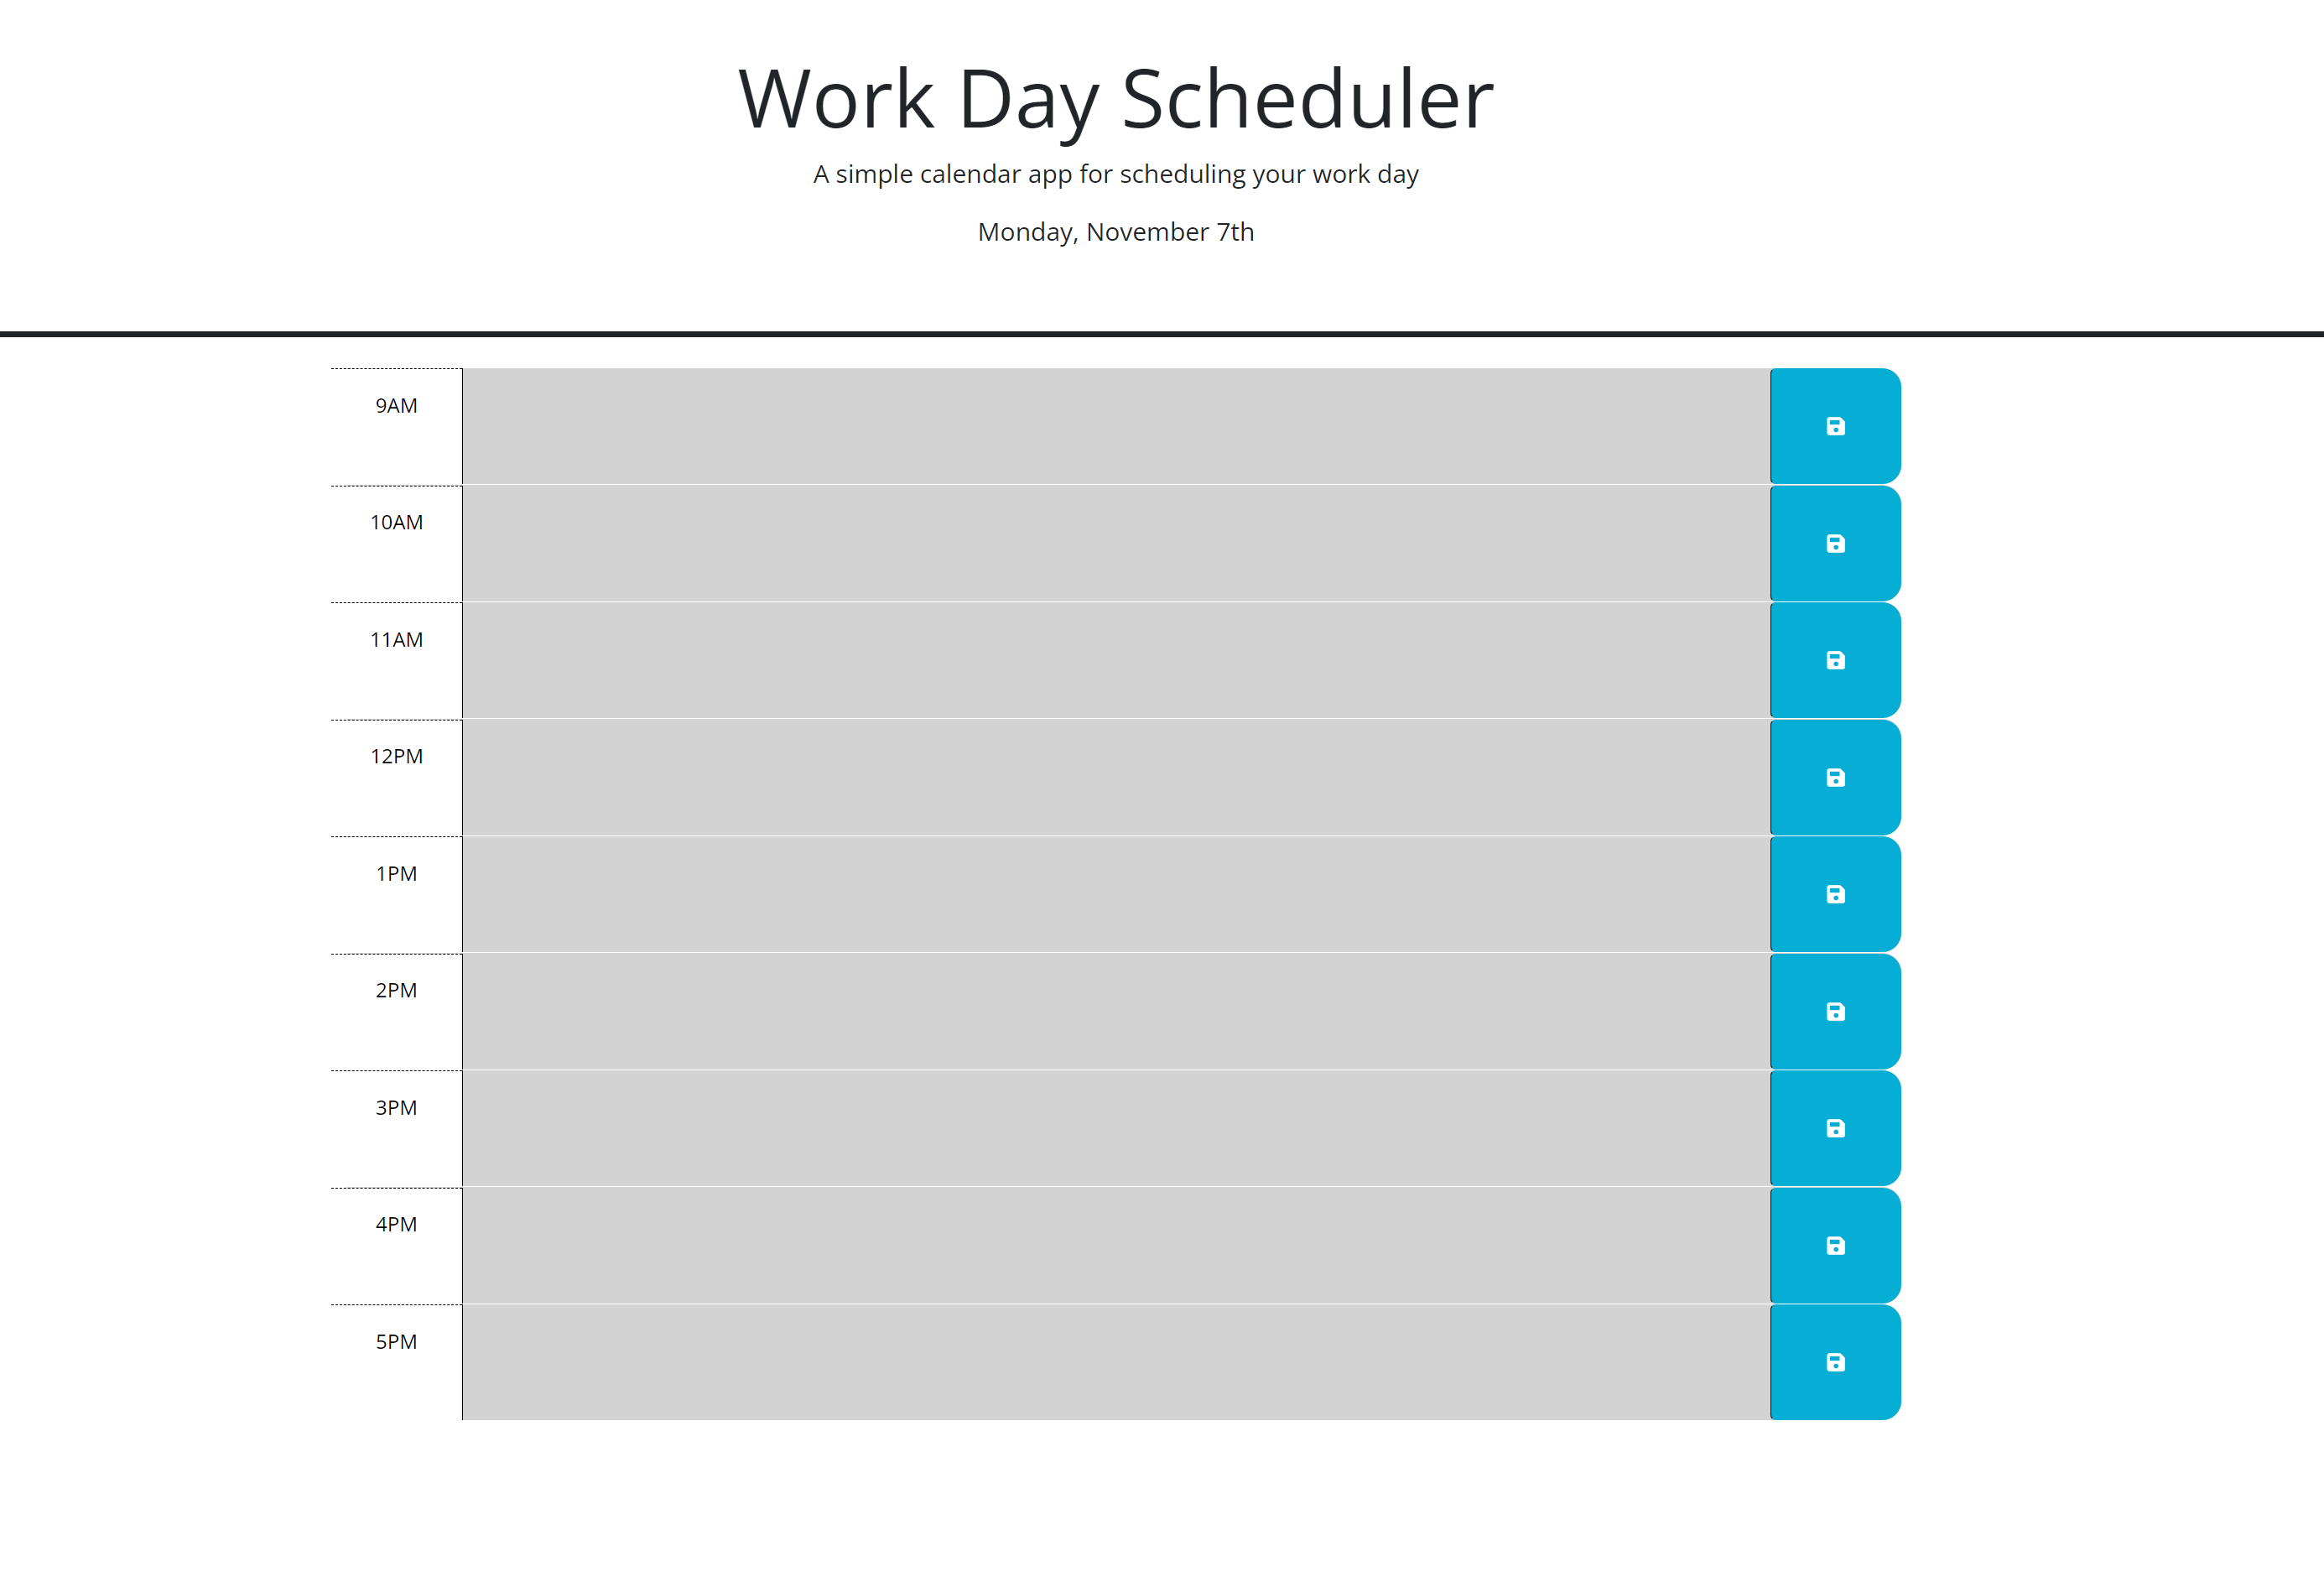 Work Day Scheduler
A simple calendar app for scheduling your work day
Monday, November 7th
9AM
10AM
11AM
12PM
1PM
2PM
3PM
4PM
5PM